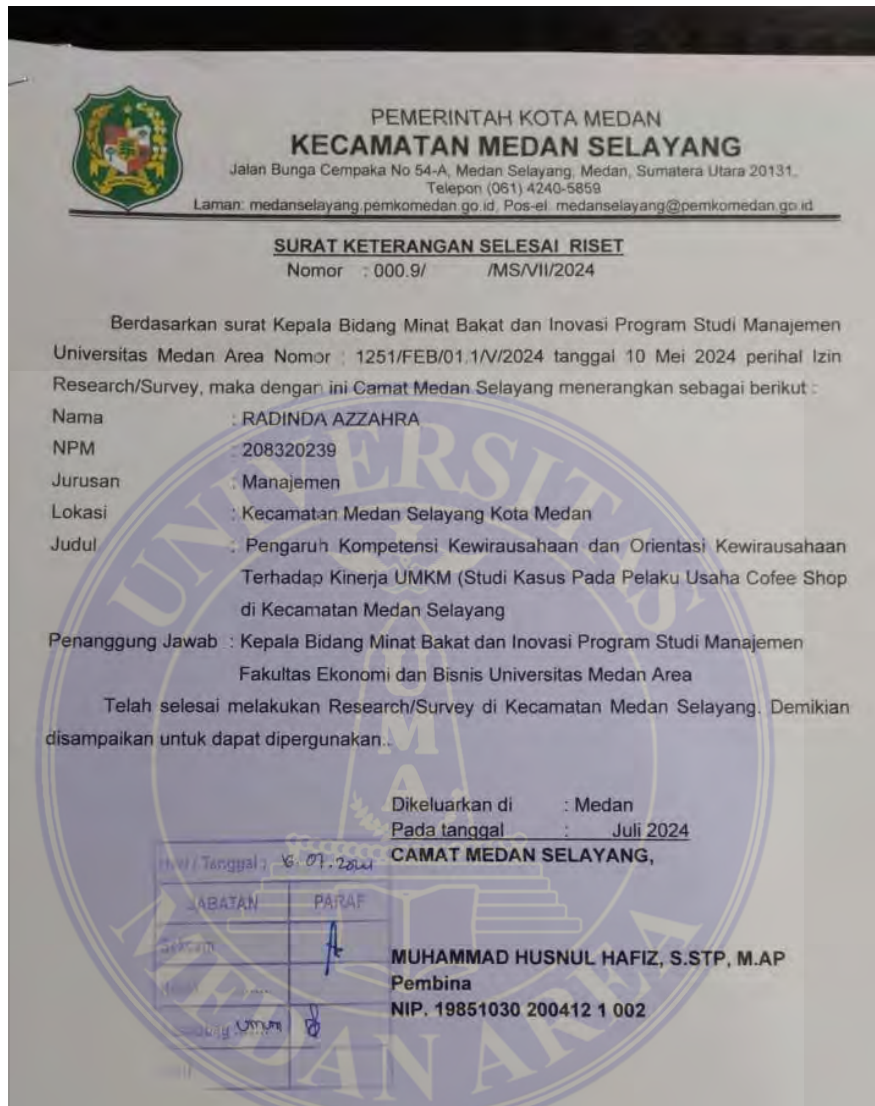 PEMERINTAH KOTA MEDAN
KECAMATAN MEDAN SELAYANG
Jalan Bunga Cempaka No 54-A, Medan Selayang, Medan, Sumatera Utara 20131.
Telepon (061) 4240-5859
Laman: medanselayang.pemkomedan.go.id, Pos-el: medanselayang@pemkomedan.go.id
SURAT KETERANGAN SELESAI RISET
Nomor : 000.9/ /MS/VII/2024
Berdasarkan surat Kepala Bidang Minat Bakat dan Inovasi Program Studi Manajemen
Universitas Medan Area Nomor : 1251/FEB/01.1/V/2024 tanggal 10 Mei 2024 perihal Izin
Research/Survey, maka dengan ini Camat Medan Selayang menerangkan sebagai berikut :
Nama : RADINDA AZZAHRA
NPM : 208320239
Jurusan : Manajemen
Lokasi : Kecamatan Medan Selayang Kota Medan
Judul : Pengaruh Kompetensi Kewirausahaan dan Orientasi Kewirausahaan
Terhadap Kinerja UMKM (Studi Kasus Pada Pelaku Usaha Cofee Shop
di Kecamatan Medan Selayang
Penanggung Jawab : Kepala Bidang Minat Bakat dan Inovasi Program Studi Manajemen
Fakultas Ekonomi dan Bisnis Universitas Medan Area
Telah selesai melakukan Research/Survey di Kecamatan Medan Selayang. Demikian
disampaikan untuk dapat dipergunakan..
Dikeluarkan di : Medan
Pada tanggal : Juli 2024
CAMAT MEDAN SELAYANG,
MUHAMMAD HUSNUL HAFIZ, S.STP, M.AP
Pembina
NIP. 19851030 200412 1 002
Tanggal : 16.07.2024
JABATAN PARAF
Sekcam
Umum
UNIVERSITAS
MEDAN AREA
UMA